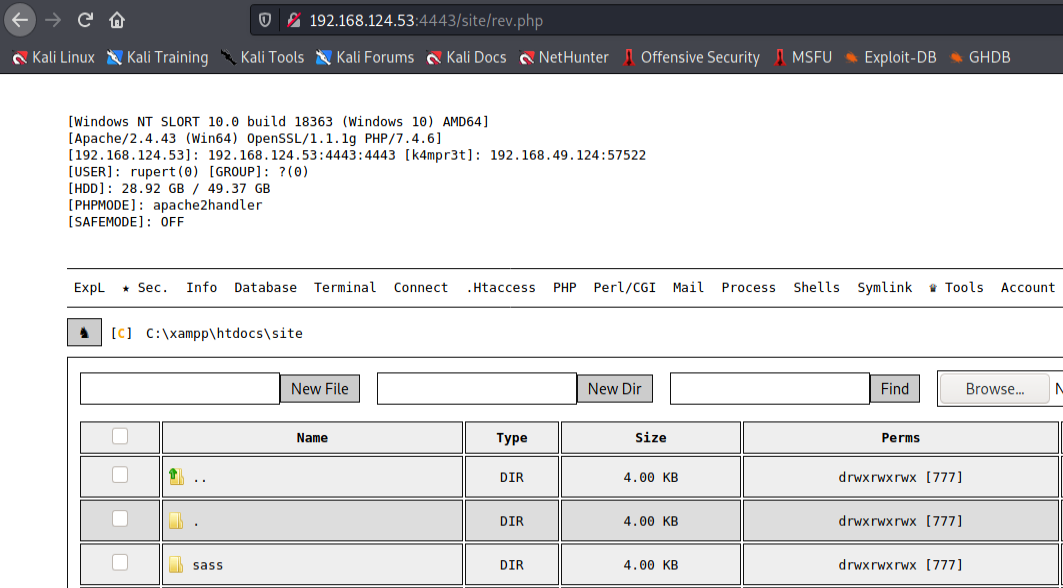 192.168.124.53:4443/site/rev.php
Kali Linux Kali Training Kali Tools Kali Forums Kali Docs NetHunter Offensive Security MSFU Exploit-DB GHDB
[Windows NT SLORT 10.0 build 18363 (Windows 10) AMD64]
[Apache/2.4.43 (Win64) OpenSSL/1.1.1g PHP/7.4.6]
[192.168.124.53]: 192.168.124.53:4443:4443 [k4mpr3t]: 192.168.49.124:57522
[USER]: rupert(0) [GROUP]: ?(0)
[HDD]: 28.92 GB / 49.37 GB
[PHPMODE]: apache2handler
[SAFEMODE]: OFF
ExpL ★ Sec. Info Database Terminal Connect .Htaccess PHP Perl/CGI Mail Process Shells Symlink ♛ Tools Account
♞ [C] C:\xampp\htdocs\site
New File New Dir Find Browse...
Name Type Size Perms
.. DIR 4.00 KB drwxrwxrwx [777]
. DIR 4.00 KB drwxrwxrwx [777]
sass DIR 4.00 KB drwxrwxrwx [777]